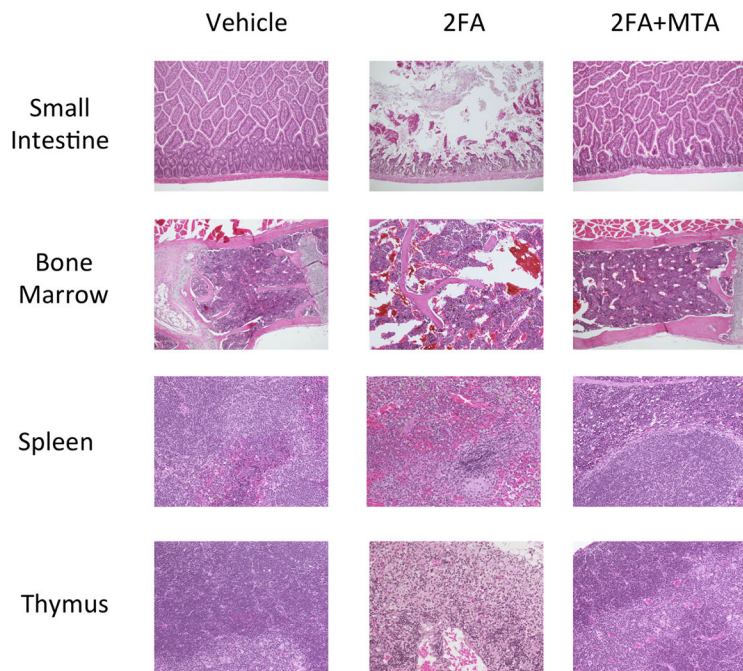 Vehicle 2FA 2FA+MTA
Small
Intestine
Bone
Marrow
Spleen
Thymus